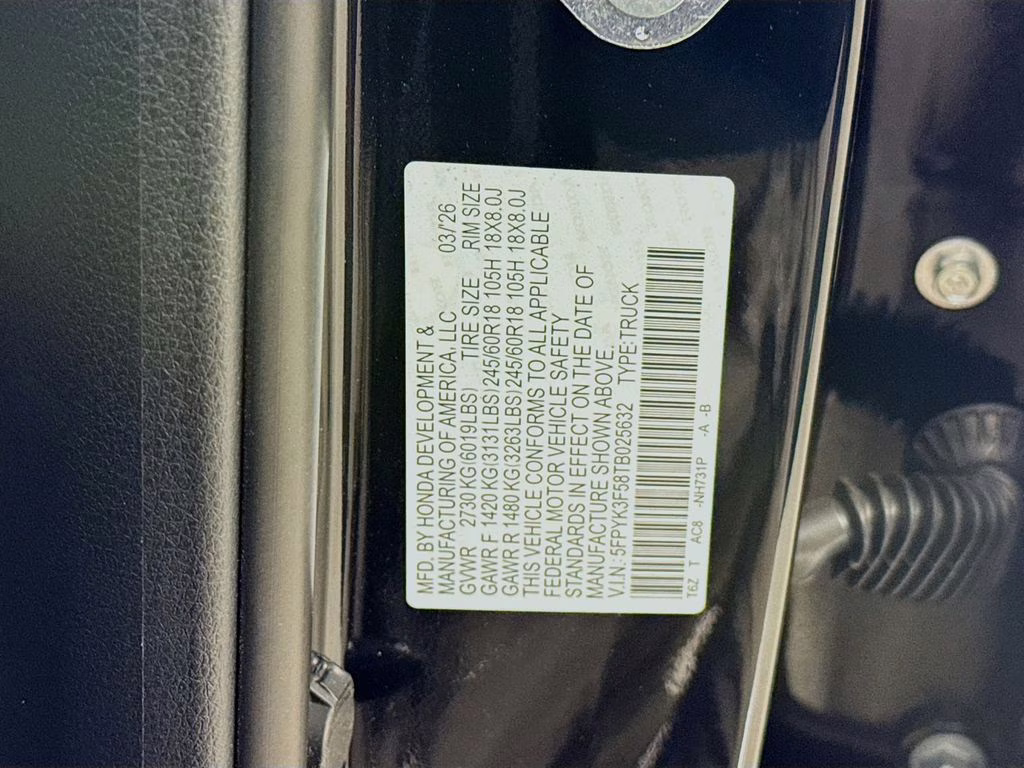 MFD. BY HONDA DEVELOPMENT &
MANUFACTURING OF AMERICA, LLC 03/'26
GVWR 2730 KG(6019LBS) TIRE SIZE RIM SIZE
GAWR F 1420 KG(3131LBS)245/60R18 105H 18X8.0J
GAWR R 1480 KG(3263LBS)245/60R18 105H 18X8.0J
THIS VEHICLE CONFORMS TO ALL APPLICABLE
FEDERAL MOTOR VEHICLE SAFETY
STANDARDS IN EFFECT ON THE DATE OF
MANUFACTURE SHOWN ABOVE.
V.I.N.:5FPYK3F58TB025632 TYPE:TRUCK
T6Z T AC8 -NH731P -A -B